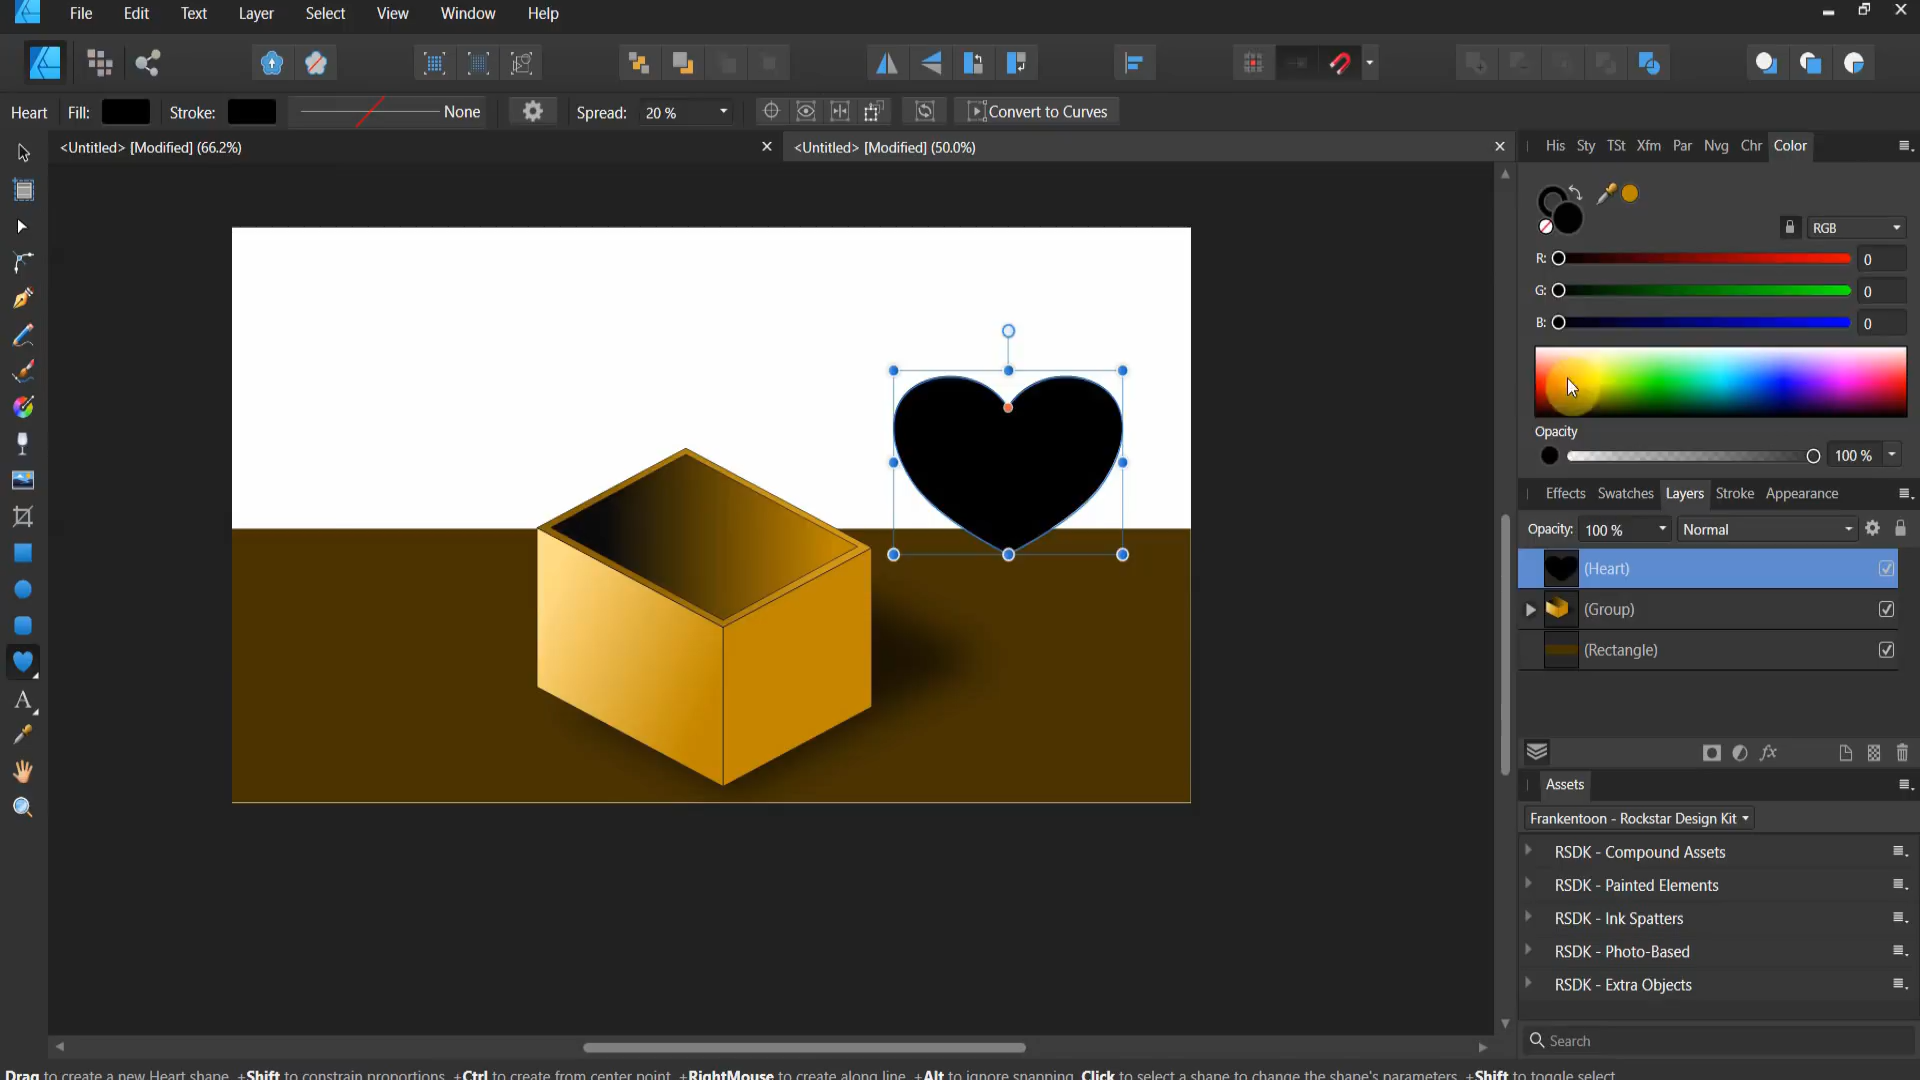 File Edit Text Layer Select View Window Help
Heart Fill: Stroke: None Spread: 20 % Convert to Curves
<Untitled> [Modified] (66.2%) <Untitled> [Modified] (50.0%)
His Sty TSt Xfm Par Nvg Chr Color
RGB
R: 0
G: 0
B: 0
Opacity
100 %
Effects Swatches Layers Stroke Appearance
Opacity: 100 % Normal
(Heart)
(Group)
(Rectangle)
fx
Assets
Frankentoon - Rockstar Design Kit
RSDK - Compound Assets
RSDK - Painted Elements
RSDK - Ink Spatters
RSDK - Photo-Based
RSDK - Extra Objects
Search
Drag to create a new Heart shape. +Shift to constrain proportions. +Ctrl to create from center point. +RightMouse to create along line. +Alt to ignore snapping. Click to select a shape to change the shape's parameters. +Shift to toggle select.